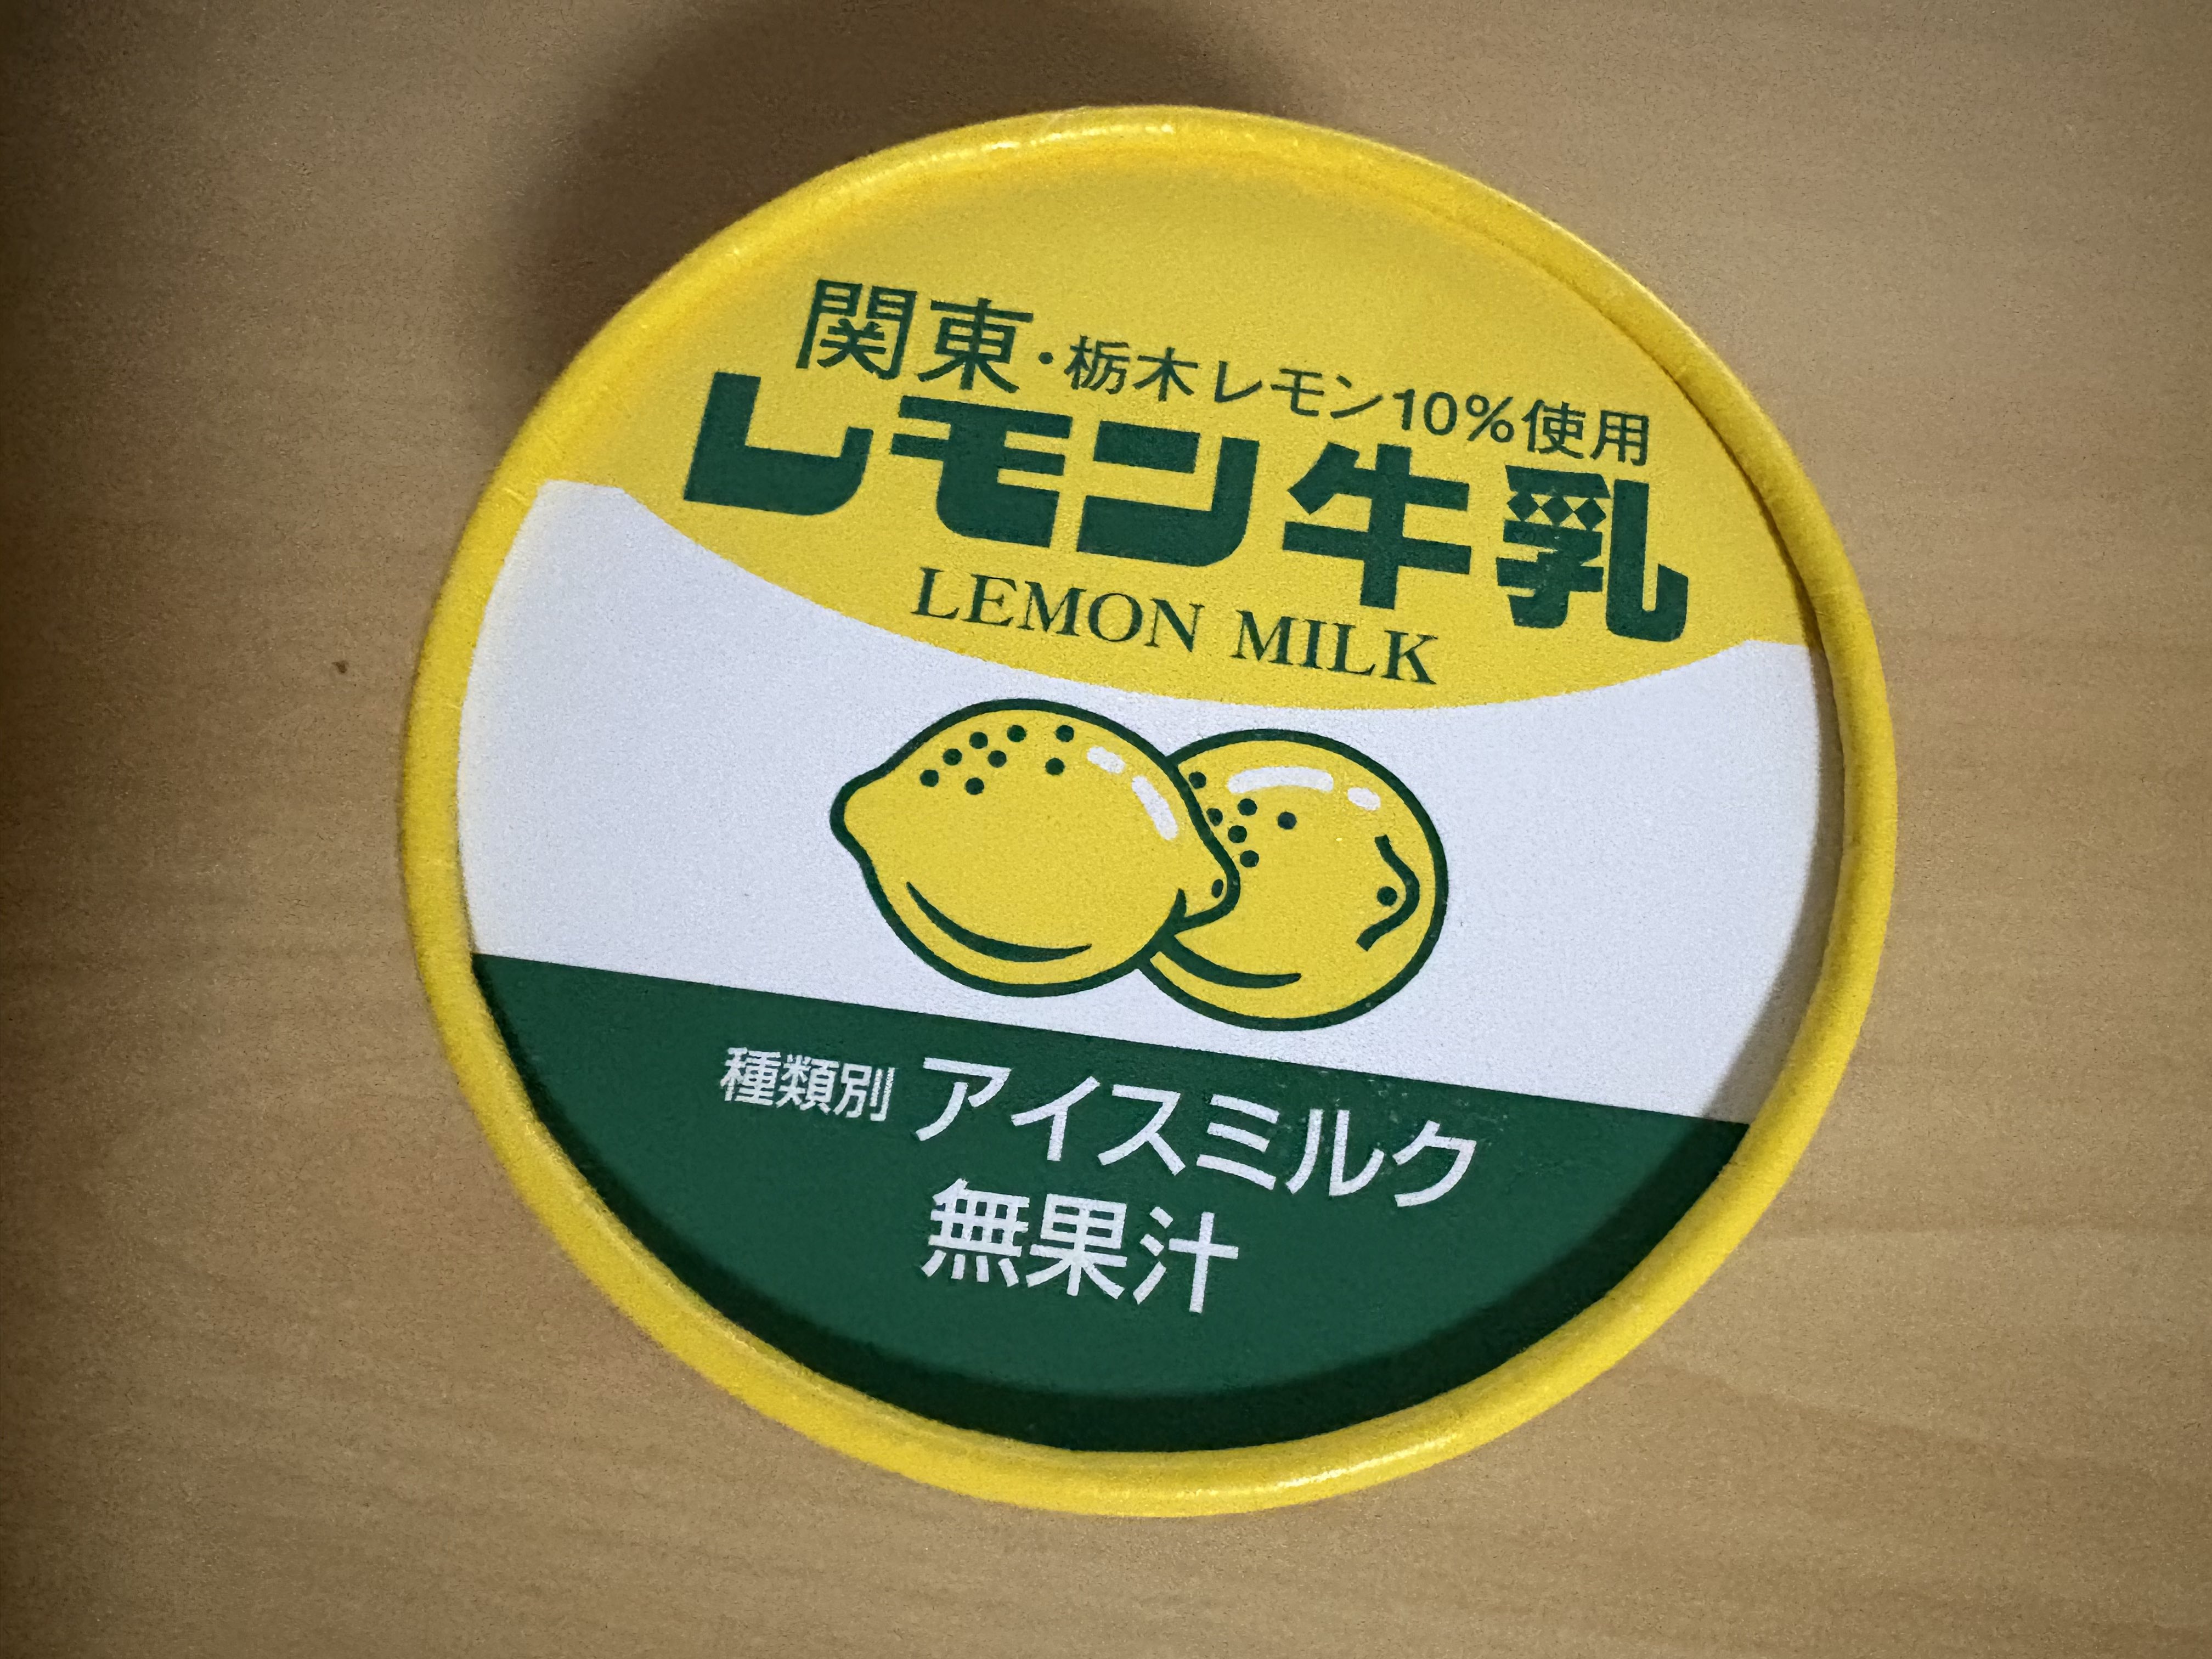 関東・栃木レモン10%使用
レモン牛乳
LEMON MILK
種類別 アイスミルク
無果汁